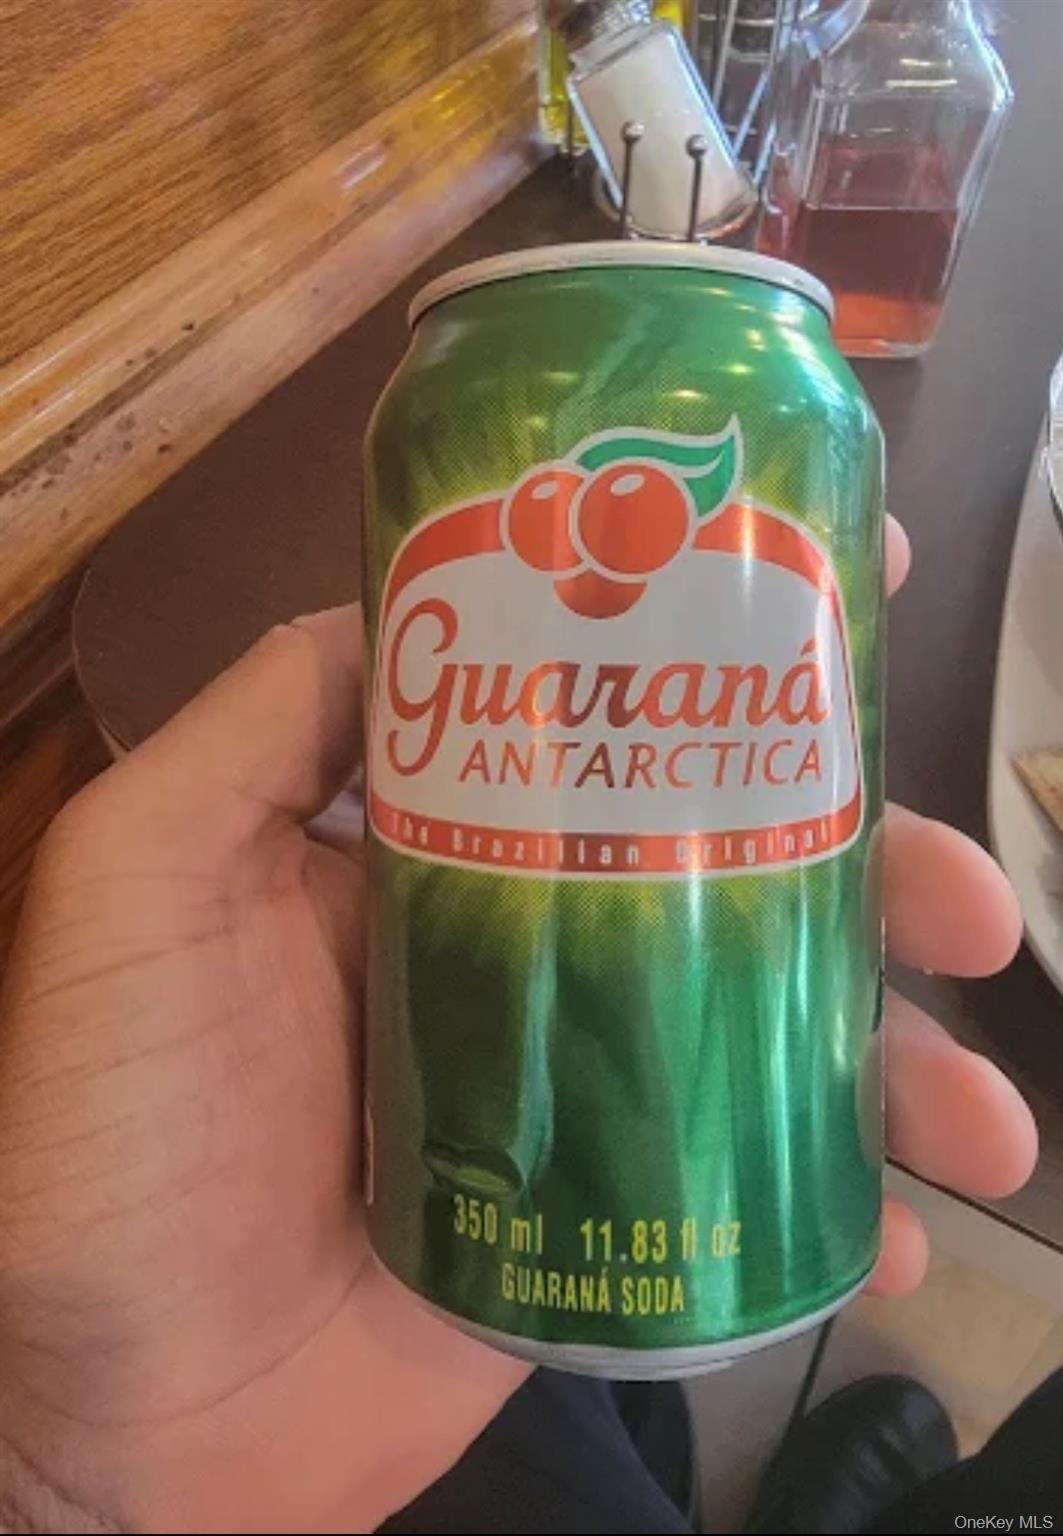 Guaraná
ANTARCTICA
The Brazilian Original
350 ml 11.83 fl oz
GUARANÁ SODA
OneKey MLS